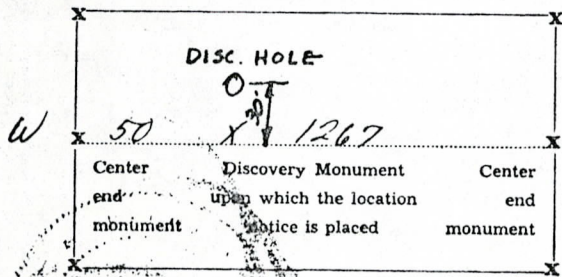 X X
DISC. HOLE
30'
W X 50 X 1267 X
Center Discovery Monument Center
end upon which the location end
monument notice is placed monument
X X